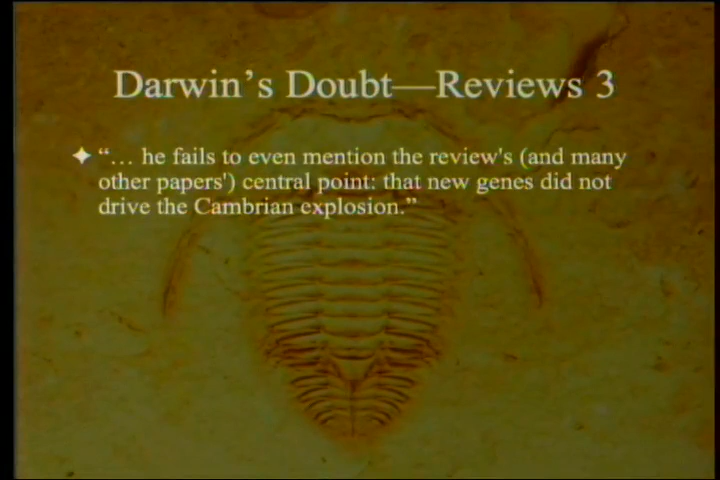 Darwin's Doubt—Reviews 3
"… he fails to even mention the review's (and many
other papers') central point: that new genes did not
drive the Cambrian explosion."